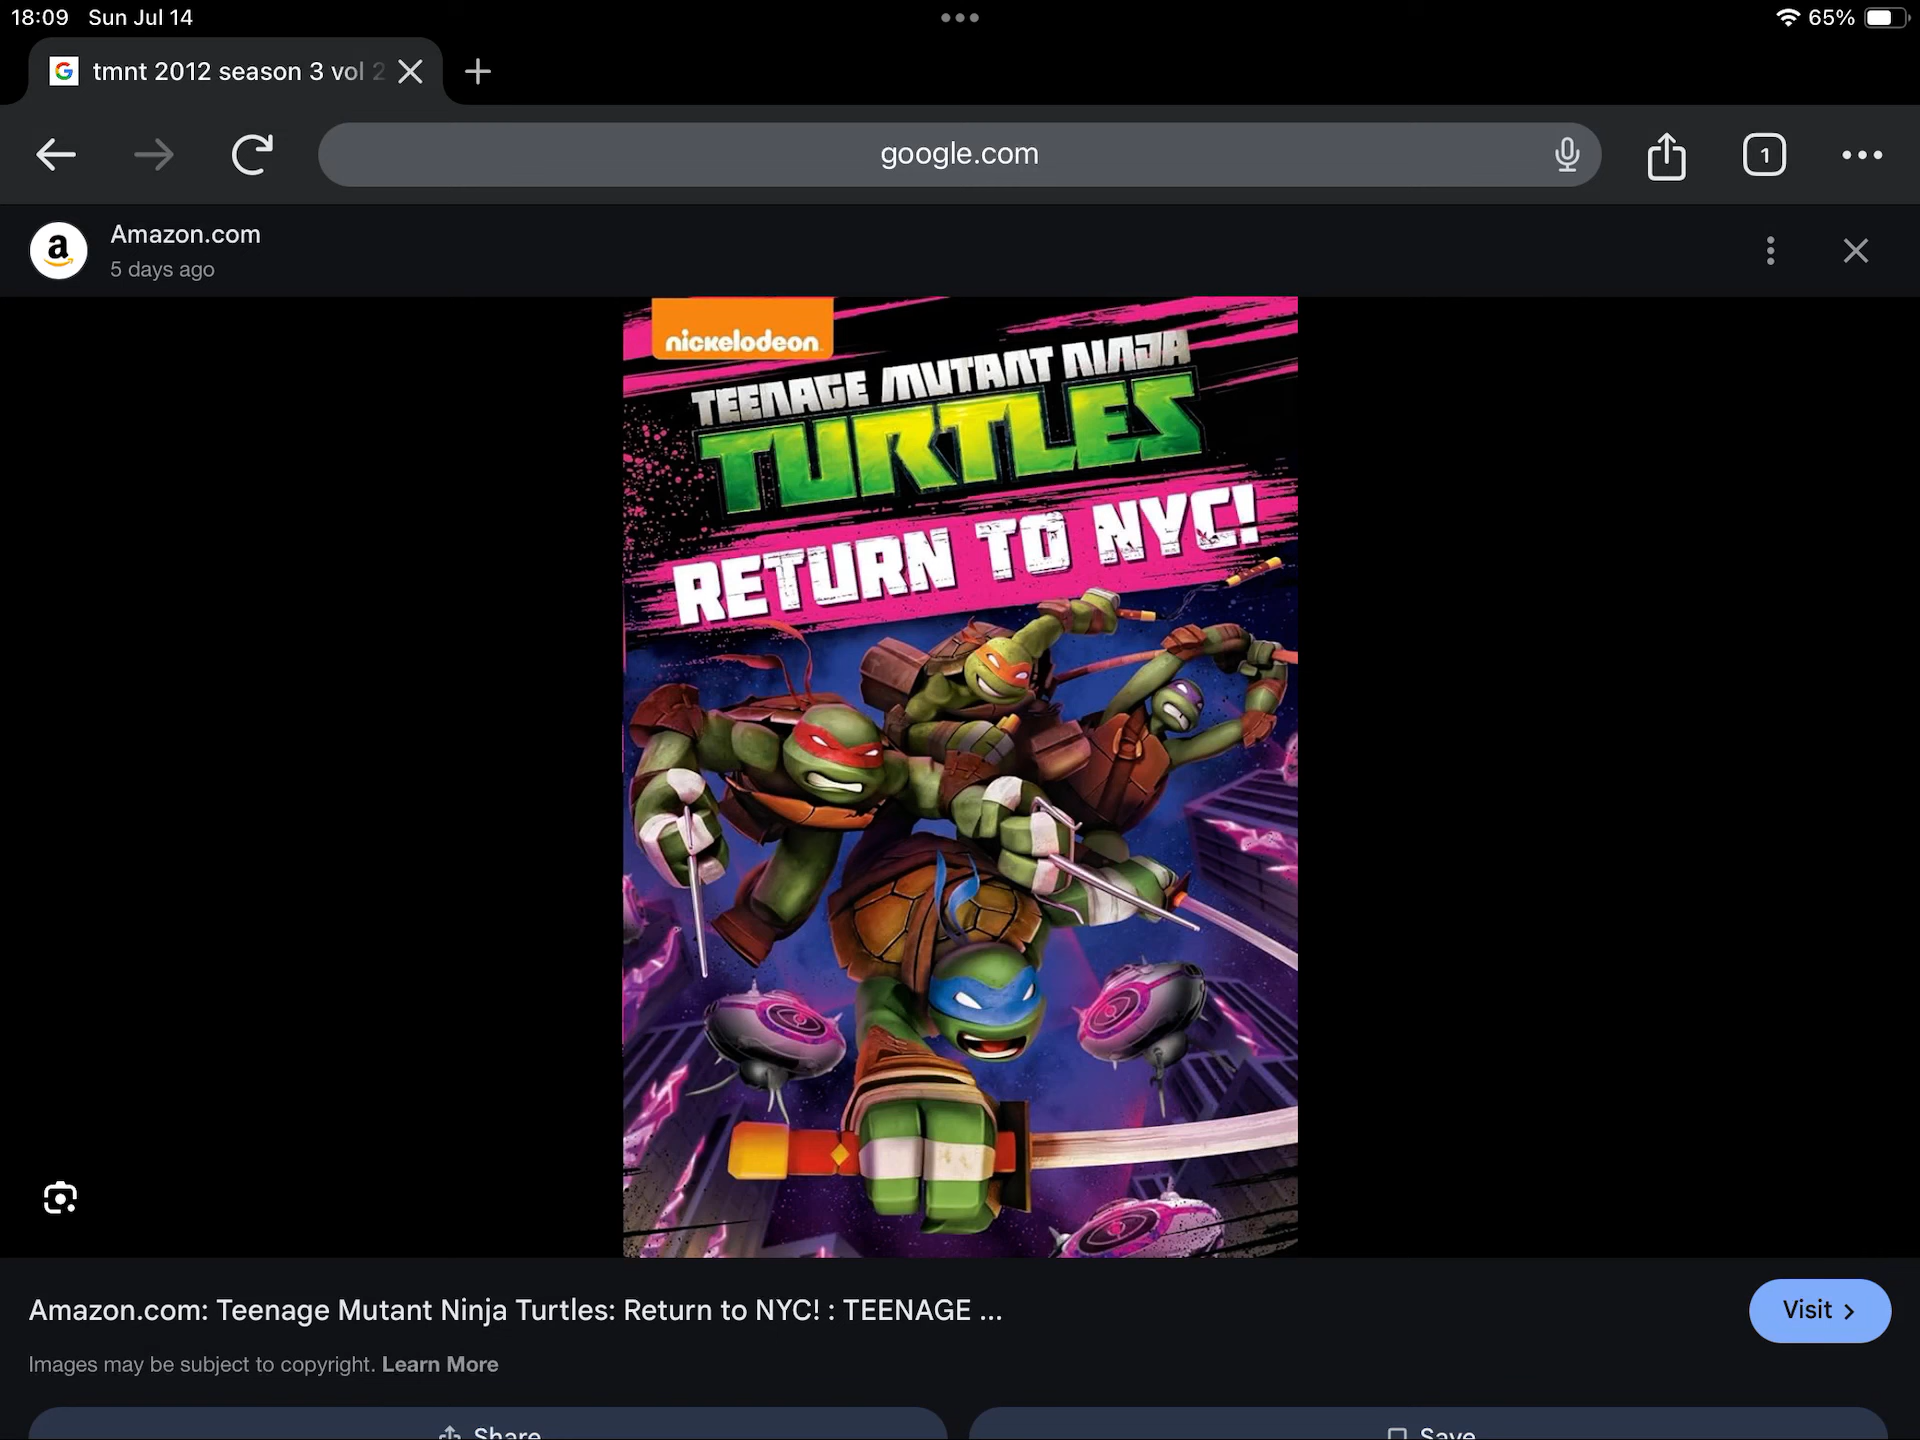 18:09 Sun Jul 14
65%
tmnt 2012 season 3 vol 2
google.com
1
Amazon.com
5 days ago
nickelodeon
TEENAGE MUTANT NINJA
TURTLES
RETURN TO NYC!
Amazon.com: Teenage Mutant Ninja Turtles: Return to NYC! : TEENAGE ...
Visit
Images may be subject to copyright. Learn More
Share
Save